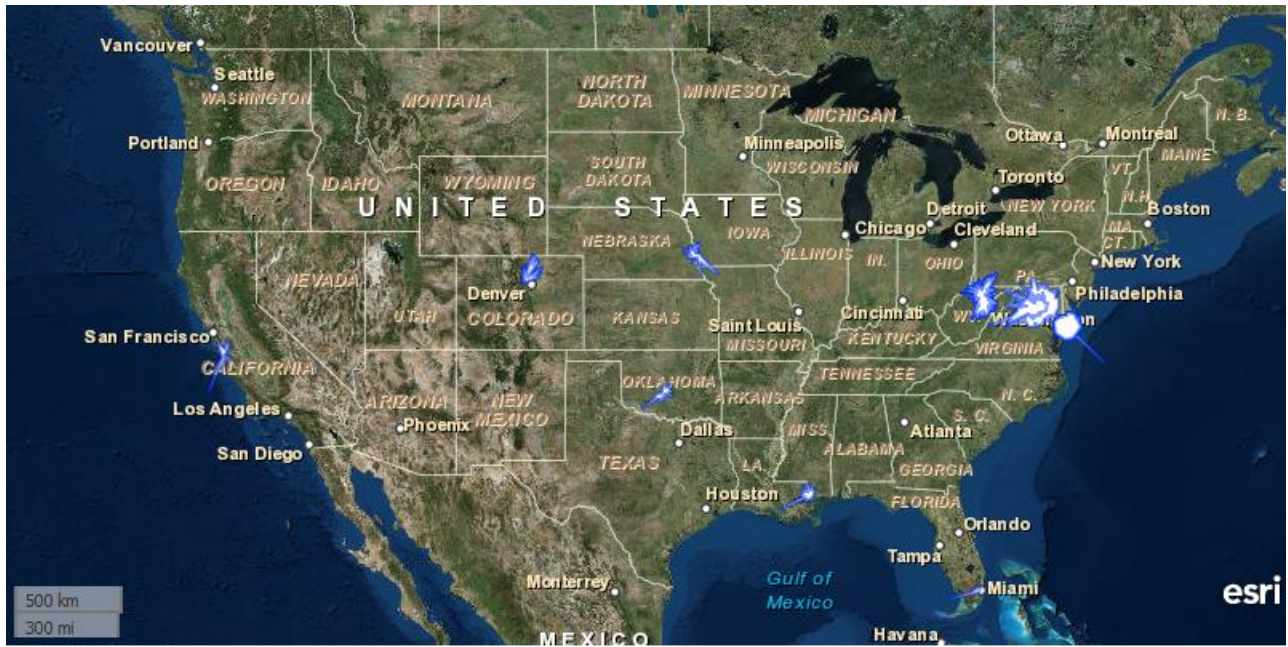 Vancouver
Seattle
WASHINGTON
MONTANA
NORTH
DAKOTA
MINNESOTA
MICHIGAN
N. B.
Portland
Minneapolis
WISCONSIN
Ottawa
Montréal
MAINE
OREGON
IDAHO
WYOMING
SOUTH
DAKOTA
Toronto
VT.
N.H.
UNITED STATES
NEW YORK
Boston
Detroit
MA.
Chicago
Cleveland
CT.
NEBRASKA
IOWA
ILLINOIS
IN.
OHIO
PA.
New York
NEVADA
Philadelphia
Denver
UTAH
COLORADO
KANSAS
Saint Louis
MISSOURI
Cincinnati
Washington
KENTUCKY
VIRGINIA
San Francisco
CALIFORNIA
OKLAHOMA
TENNESSEE
ARKANSAS
N. C.
Los Angeles
ARIZONA
Phoenix
NEW
MEXICO
S. C.
Dallas
MISS.
ALABAMA
Atlanta
San Diego
TEXAS
LA.
GEORGIA
Houston
FLORIDA
Orlando
Tampa
Monterrey
Gulf of
Mexico
Miami
esri
500 km
300 mi
MEXICO
Havana